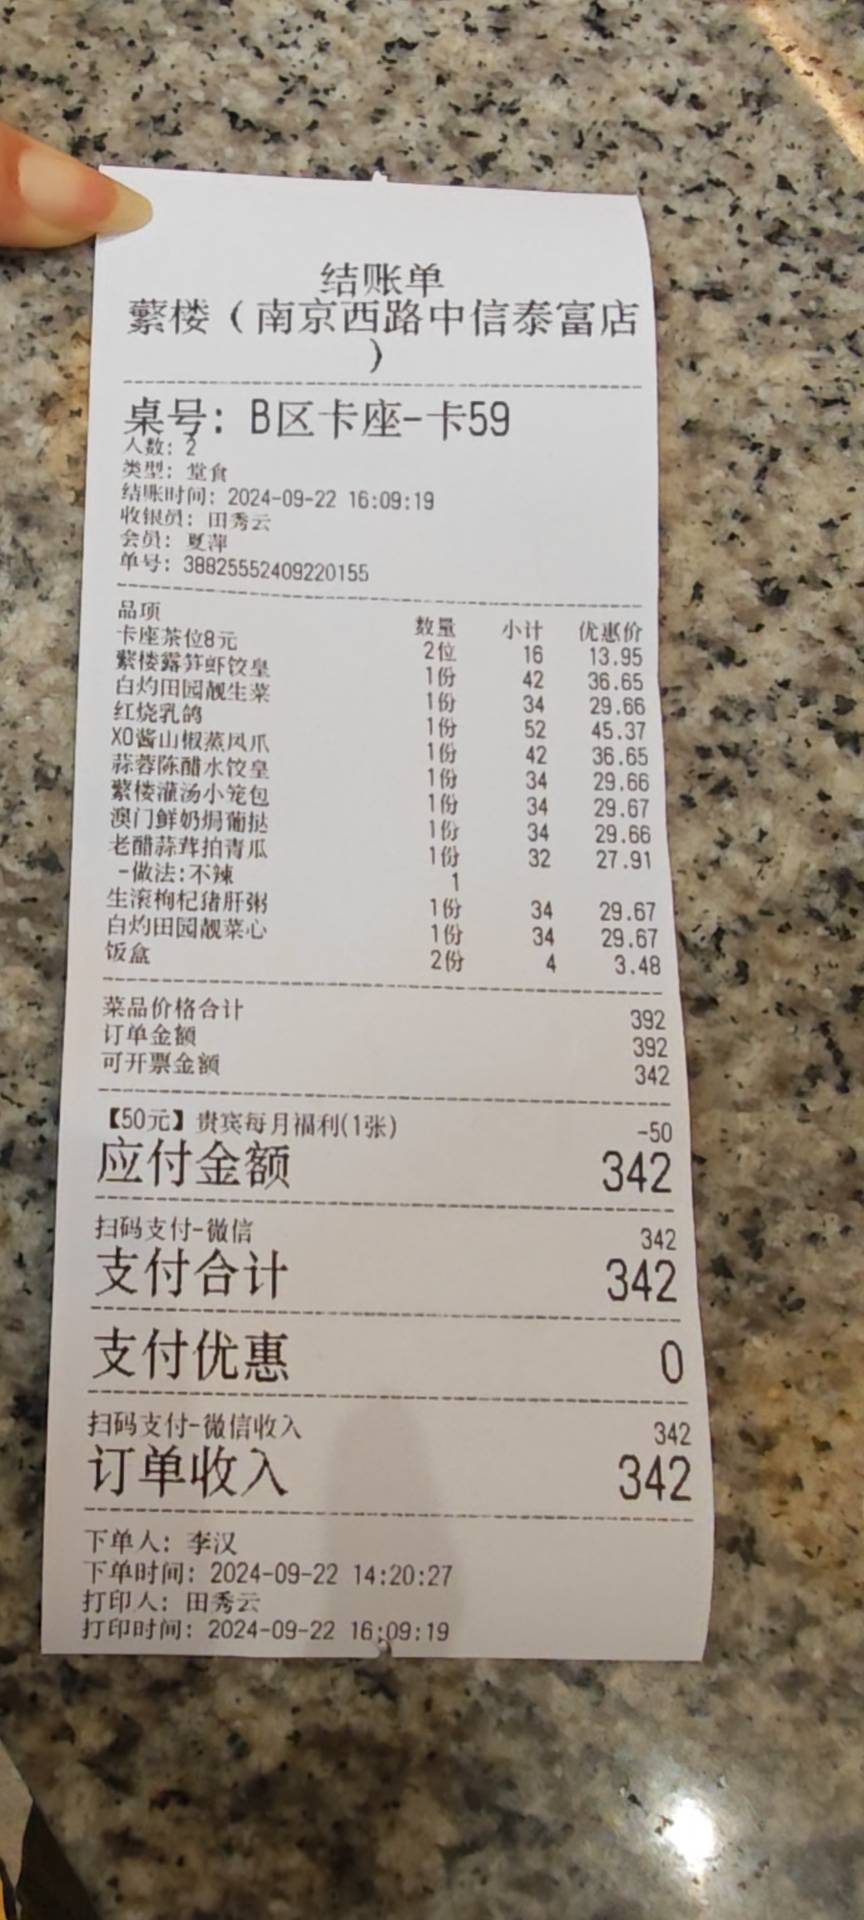 结账单
蘩楼（南京西路中信泰富店
）
桌号: B区卡座-卡59
人数: 2
类型: 堂食
结账时间: 2024-09-22 16:09:19
收银员: 田秀云
会员: 夏萍
单号: 38825552409220155
品项 数量 小计 优惠价
卡座茶位8元 2位 16 13.95
蘩楼露笋虾饺皇 1份 42 36.65
白灼田园靓生菜 1份 34 29.66
红烧乳鸽 1份 52 45.37
XO酱山椒蒸凤爪 1份 42 36.65
蒜蓉陈醋水饺皇 1份 34 29.66
蘩楼灌汤小笼包 1份 34 29.67
澳门鲜奶焗葡挞 1份 34 29.66
老醋蒜茸拍青瓜 1份 32 27.91
-做法:不辣 1
生滚枸杞猪肝粥 1份 34 29.67
白灼田园靓菜心 1份 34 29.67
饭盒 2份 4 3.48
菜品价格合计 392
订单金额 392
可开票金额 342
【50元】贵宾每月福利(1张) -50
应付金额 342
扫码支付-微信 342
支付合计 342
支付优惠 0
扫码支付-微信收入 342
订单收入 342
下单人: 李汉
下单时间: 2024-09-22 14:20:27
打印人: 田秀云
打印时间: 2024-09-22 16:09:19